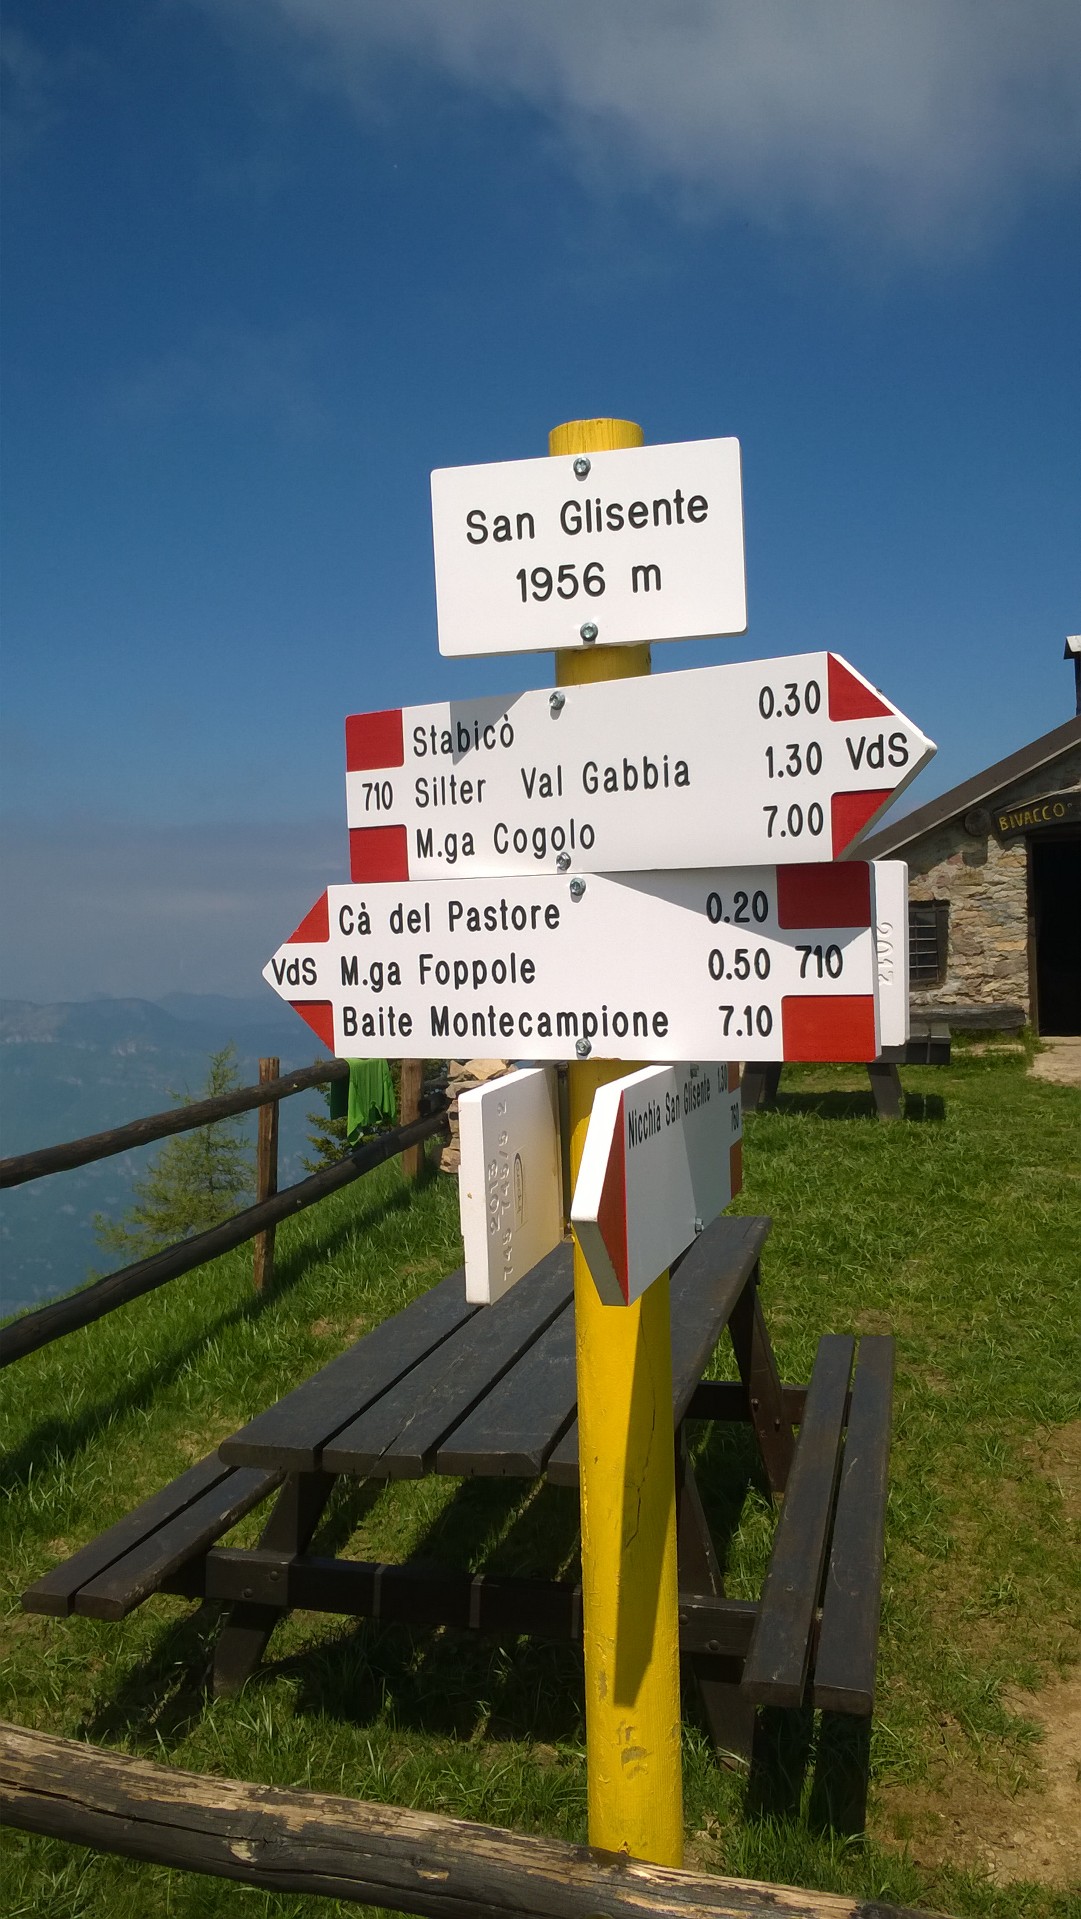 San Glisente
1956 m
Stabicò 0.30
710 Silter Val Gabbia 1.30 VdS
M.ga Cogolo 7.00
Cà del Pastore 0.20
VdS M.ga Foppole 0.50 710
Baite Montecampione 7.10
Nicchia San Glisente 1.30
760
BIVACCO